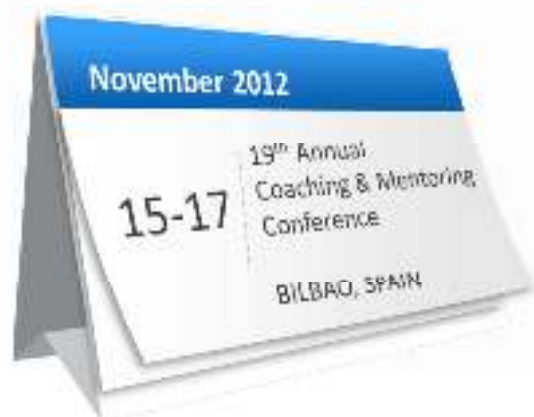 November 2012
15-17
19th Annual
Coaching & Mentoring
Conference
BILBAO, SPAIN